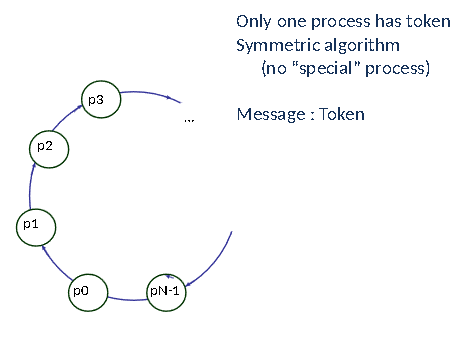 Only one process has token
Symmetric algorithm
(no “special” process)
Message : Token
p3
...
p2
p1
p0
pN-1